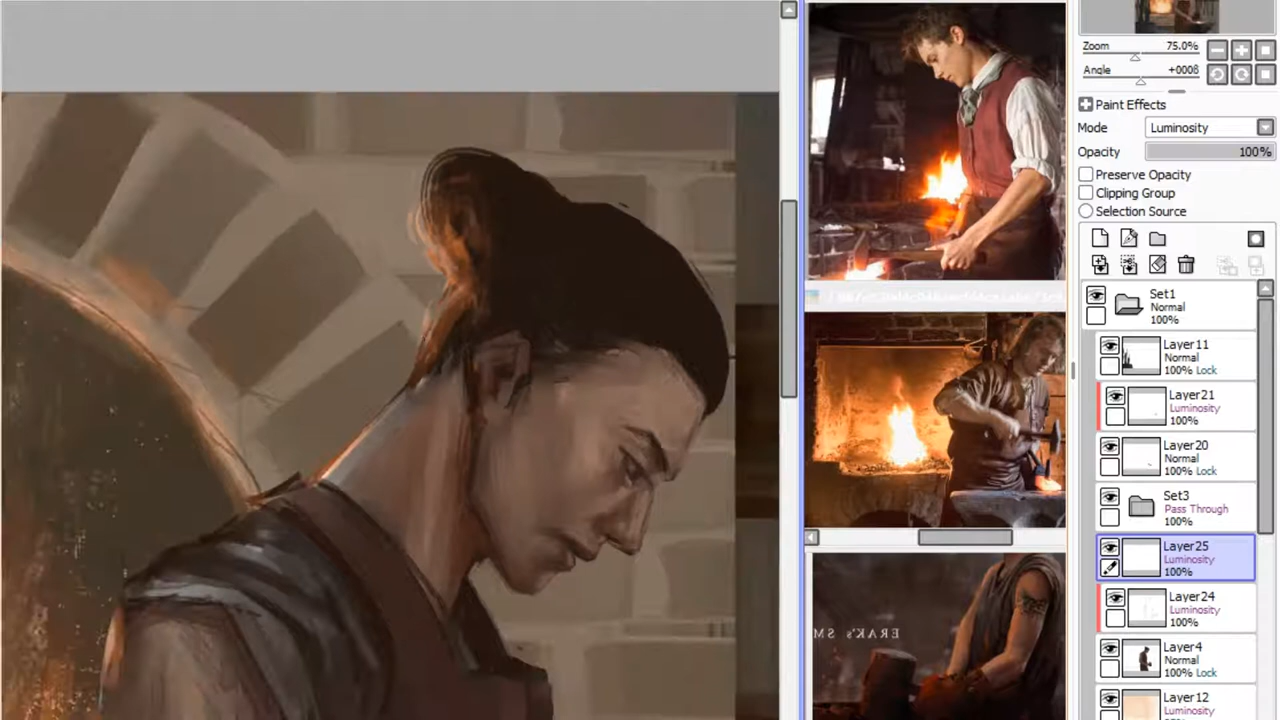 Zoom 75.0%
Angle +0006
Paint Effects
Mode Luminosity
Opacity 100%
Preserve Opacity
Clipping Group
Selection Source
Set1
Normal
100%
Layer11
Normal
100% Lock
Layer21
Luminosity
100%
Layer20
Normal
100% Lock
Set3
Pass Through
100%
Layer25
Luminosity
100%
Layer24
Luminosity
100%
Layer4
Normal
100% Lock
Layer12
Luminosity
ERAK's SM